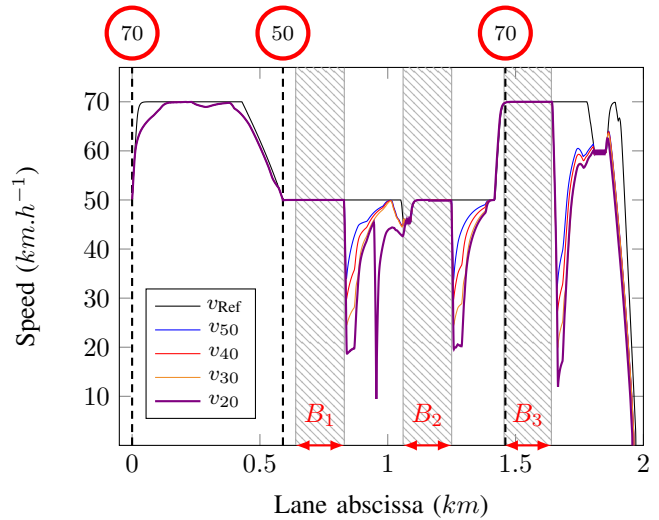 70 50 70
70
60
50
40
30
20
10
Speed (km.h⁻¹)
v_Ref
v_50
v_40
v_30
v_20
B_1 B_2 B_3
0 0.5 1 1.5 2
Lane abscissa (km)